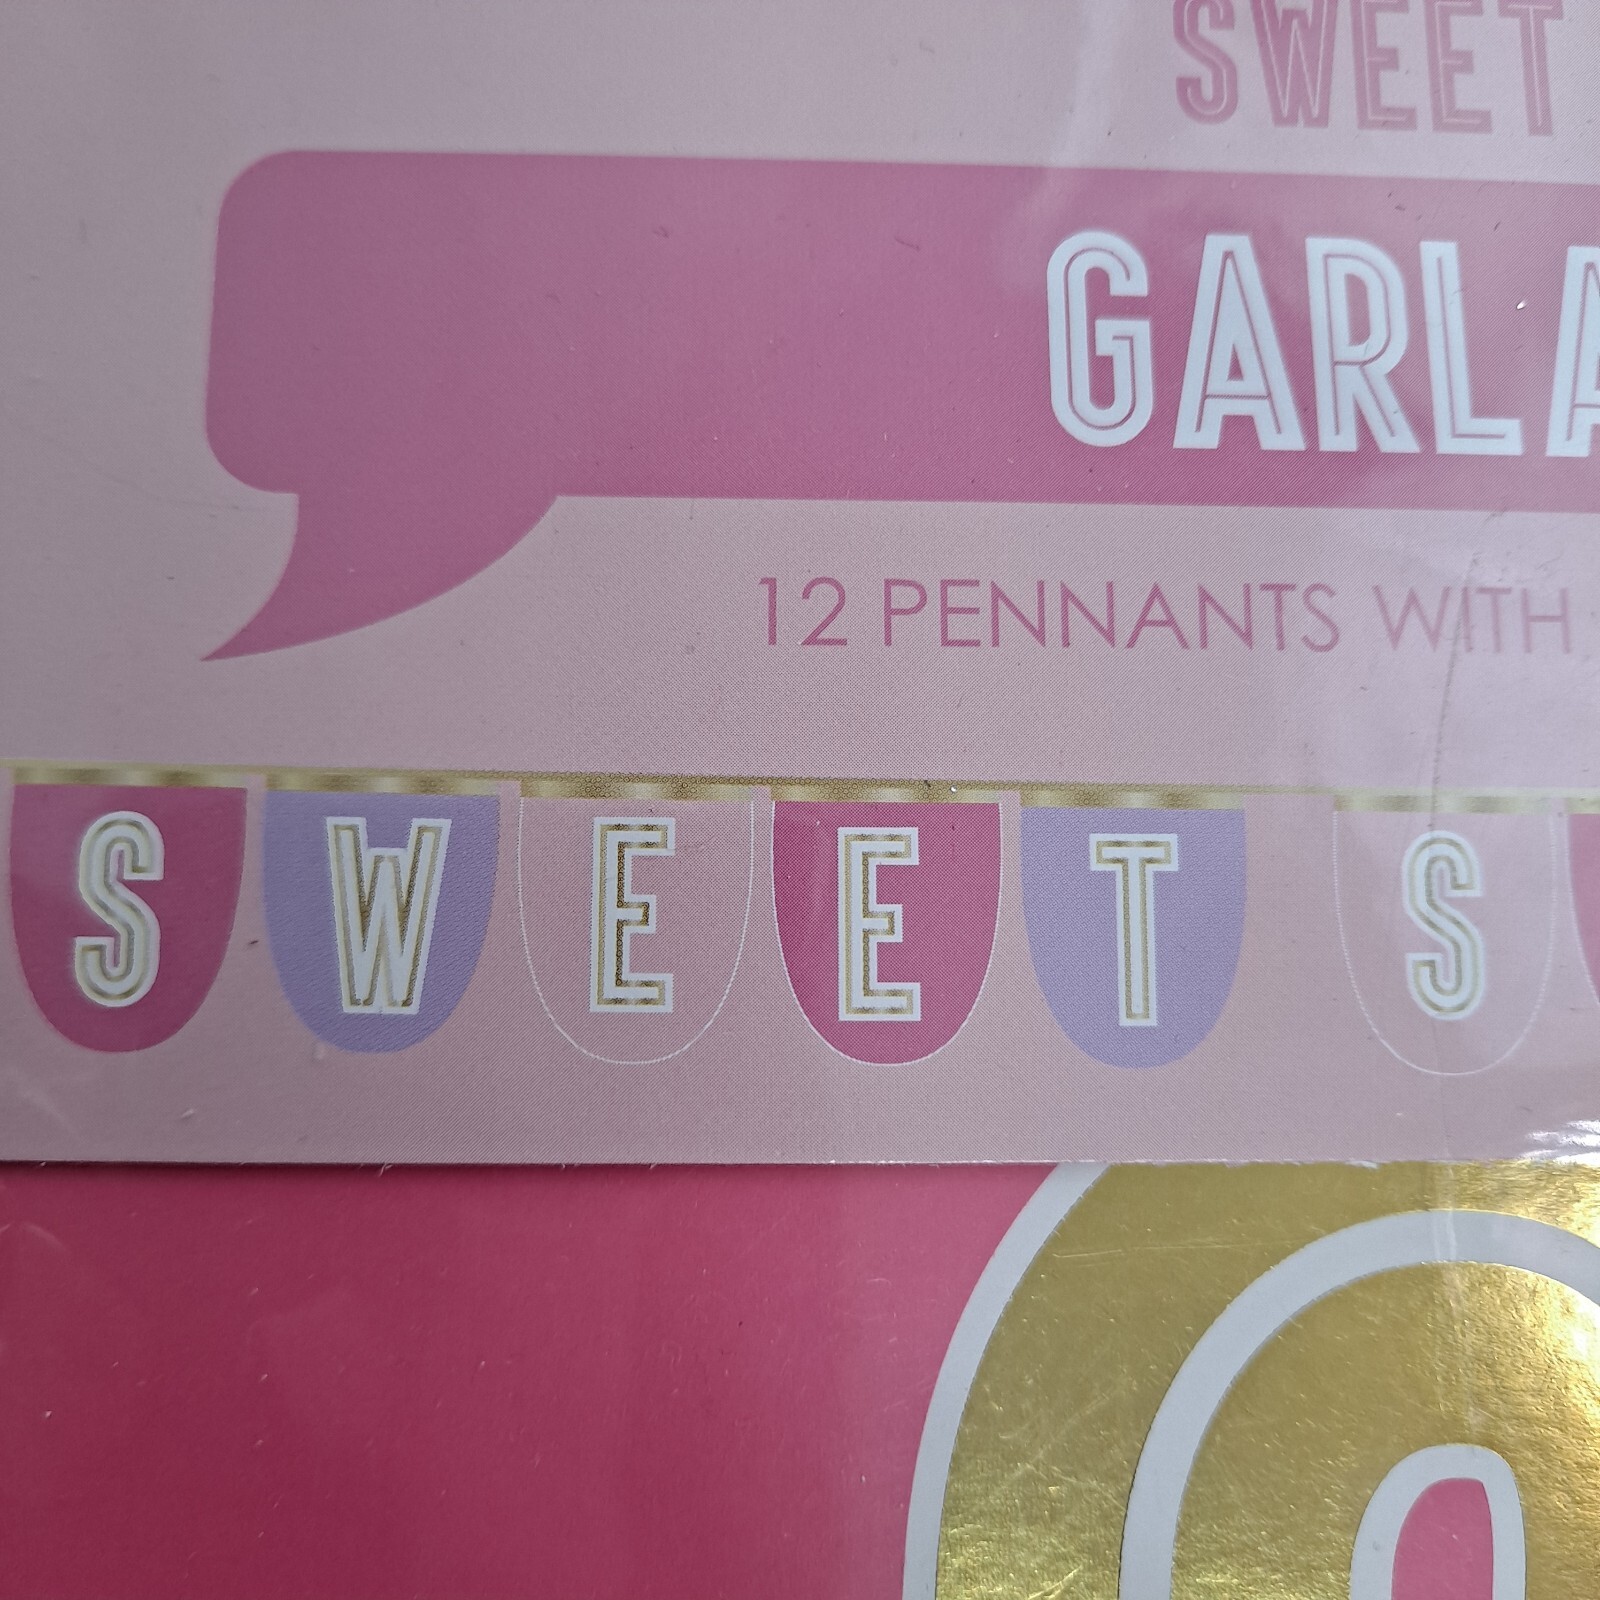 SWEET
GARLA
12 PENNANTS WITH
SWEET S